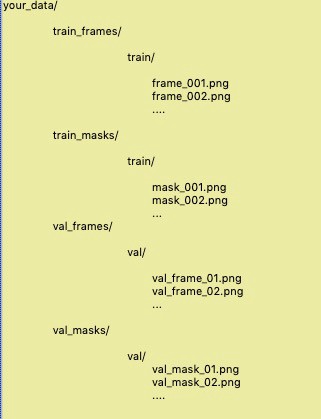 your_data/
train_frames/
train/
frame_001.png
frame_002.png
....
train_masks/
train/
mask_001.png
mask_002.png
...
val_frames/
val/
val_frame_01.png
val_frame_02.png
...
val_masks/
val/
val_mask_01.png
val_mask_02.png
....